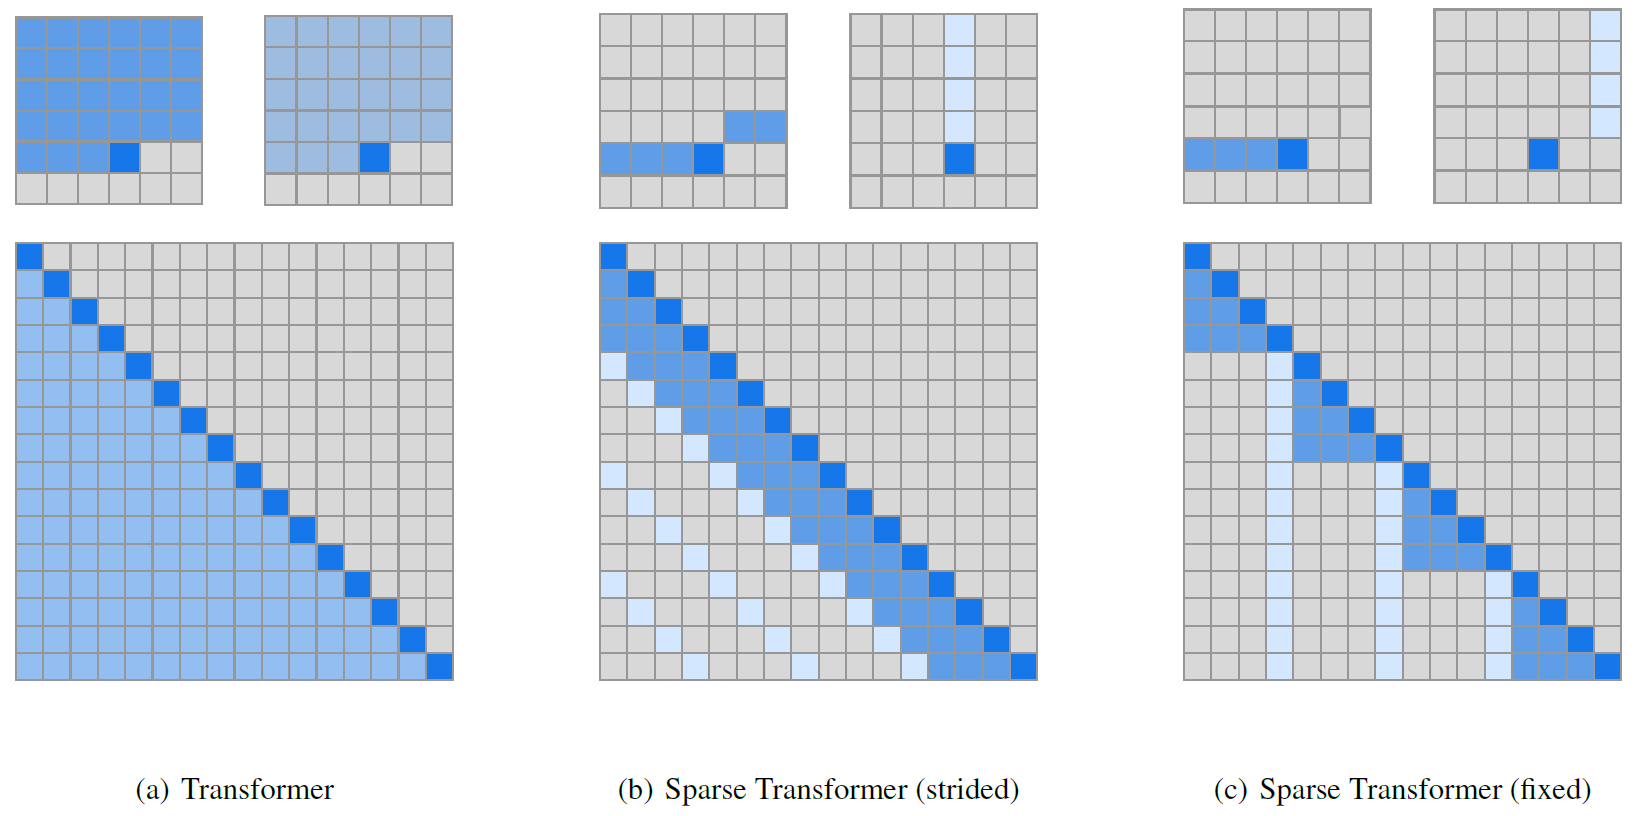 (a) Transformer
(b) Sparse Transformer (strided)
(c) Sparse Transformer (fixed)